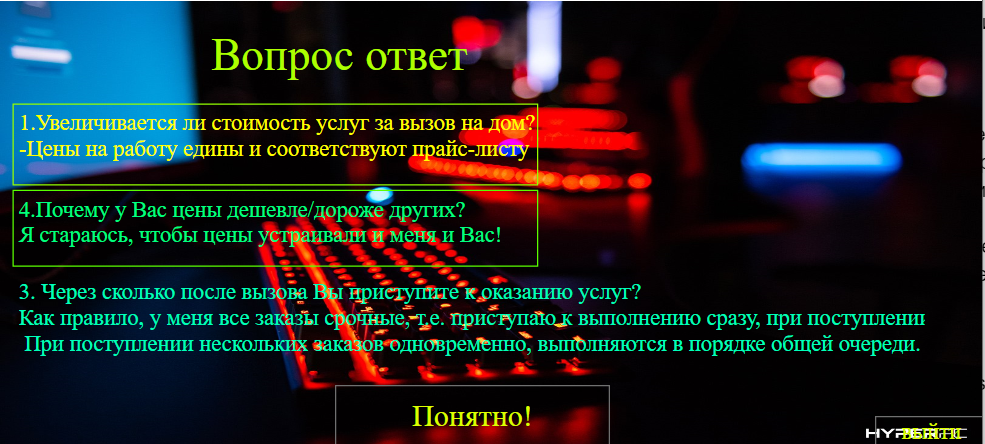 Вопрос ответ
1.Увеличивается ли стоимость услуг за вызов на дом?
-Цены на работу едины и соответствуют прайс-листу
4.Почему у Вас цены дешевле/дороже других?
Я стараюсь, чтобы цены устраивали и меня и Вас!
3. Через сколько после вызова Вы приступите к оказанию услуг?
Как правило, у меня все заказы срочные, т.е. приступаю к выполнению сразу, при поступлени
При поступлении нескольких заказов одновременно, выполняются в порядке общей очереди.
Понятно!